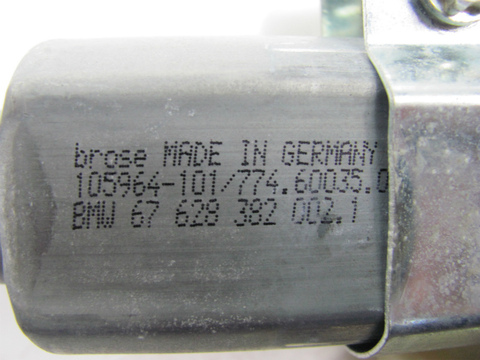 brose MADE IN GERMANY
105964-101/774.60035.0
BMW 67 628 382 002.1